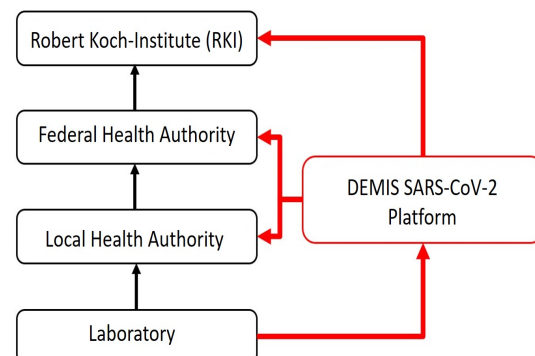 Robert Koch-Institute (RKI)
Federal Health Authority
Local Health Authority
Laboratory
DEMIS SARS-CoV-2
Platform